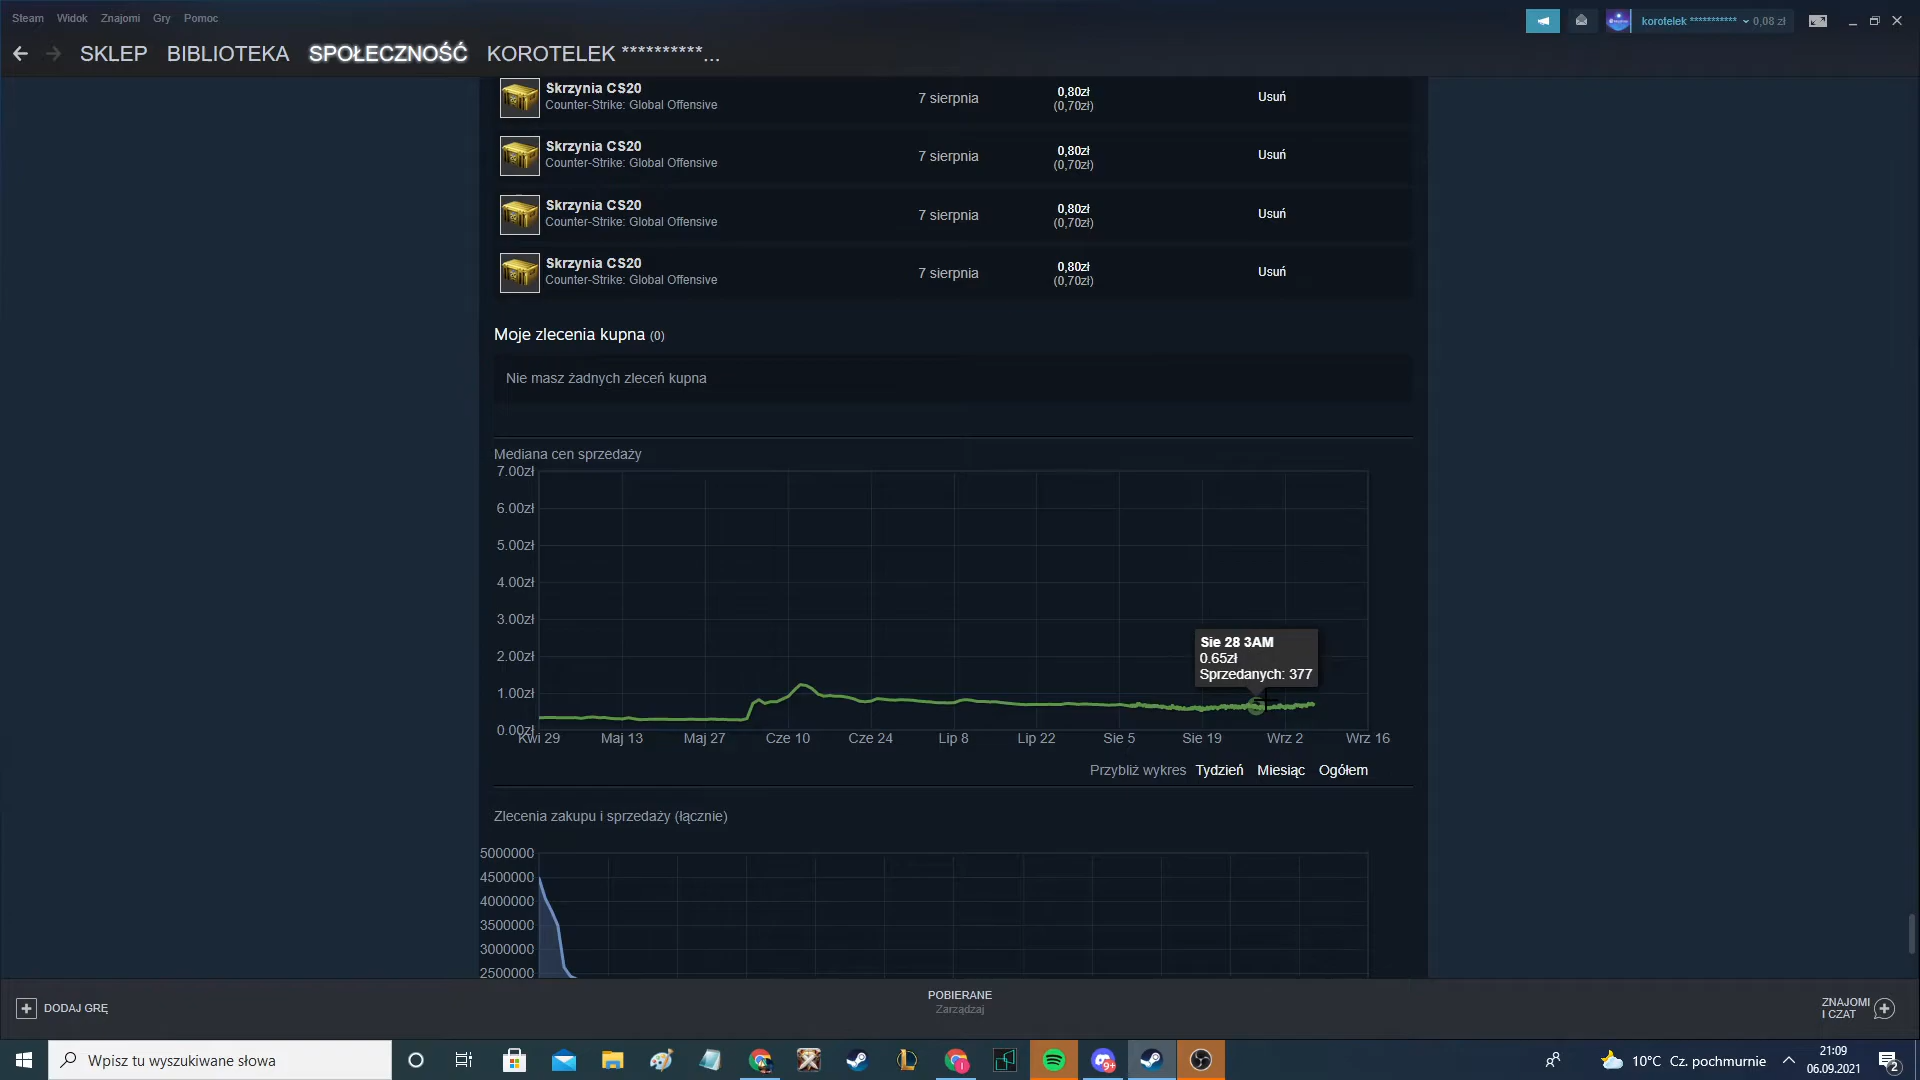 Steam Widok Znajomi Gry Pomoc
korotelek *********** 0,08 zł
SKLEP BIBLIOTEKA SPOŁECZNOŚĆ KOROTELEK **********...
Skrzynia CS20
Counter-Strike: Global Offensive
7 sierpnia
0,80zł
(0,70zł)
Usuń
Skrzynia CS20
Counter-Strike: Global Offensive
7 sierpnia
0,80zł
(0,70zł)
Usuń
Skrzynia CS20
Counter-Strike: Global Offensive
7 sierpnia
0,80zł
(0,70zł)
Usuń
Skrzynia CS20
Counter-Strike: Global Offensive
7 sierpnia
0,80zł
(0,70zł)
Usuń
Moje zlecenia kupna (0)
Nie masz żadnych zleceń kupna
Mediana cen sprzedaży
7.00zł
6.00zł
5.00zł
4.00zł
3.00zł
2.00zł
1.00zł
0.00zł
Sie 28 3AM
0.65zł
Sprzedanych: 377
Kwi 29 Maj 13 Maj 27 Cze 10 Cze 24 Lip 8 Lip 22 Sie 5 Sie 19 Wrz 2 Wrz 16
Przybliż wykres Tydzień Miesiąc Ogółem
Zlecenia zakupu i sprzedaży (łącznie)
5000000
4500000
4000000
3500000
3000000
2500000
DODAJ GRĘ
POBIERANE
Zarządzaj
ZNAJOMI
I CZAT
Wpisz tu wyszukiwane słowa
9+
10°C Cz. pochmurnie
21:09
06.09.2021
2